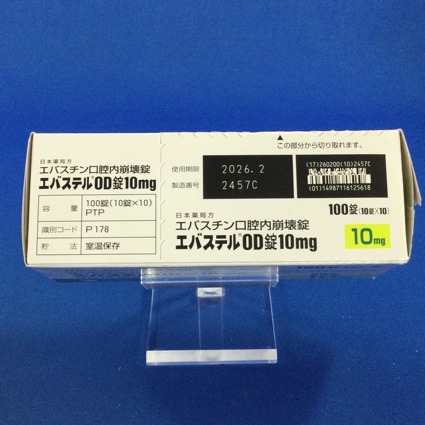 この部分から切り取れます。
日本薬局方
エバスチン口腔内崩壊錠
エバステル®OD錠10mg
容量 100錠(10錠×10)
PTP
識別コード P178
貯法 室温保存
使用期限 2026.2
製造番号 2457C
(17)260200(10)2457C
(01)14987116125618
日本薬局方
エバスチン口腔内崩壊錠
エバステル®OD錠10mg
100錠(10錠×10)
10mg